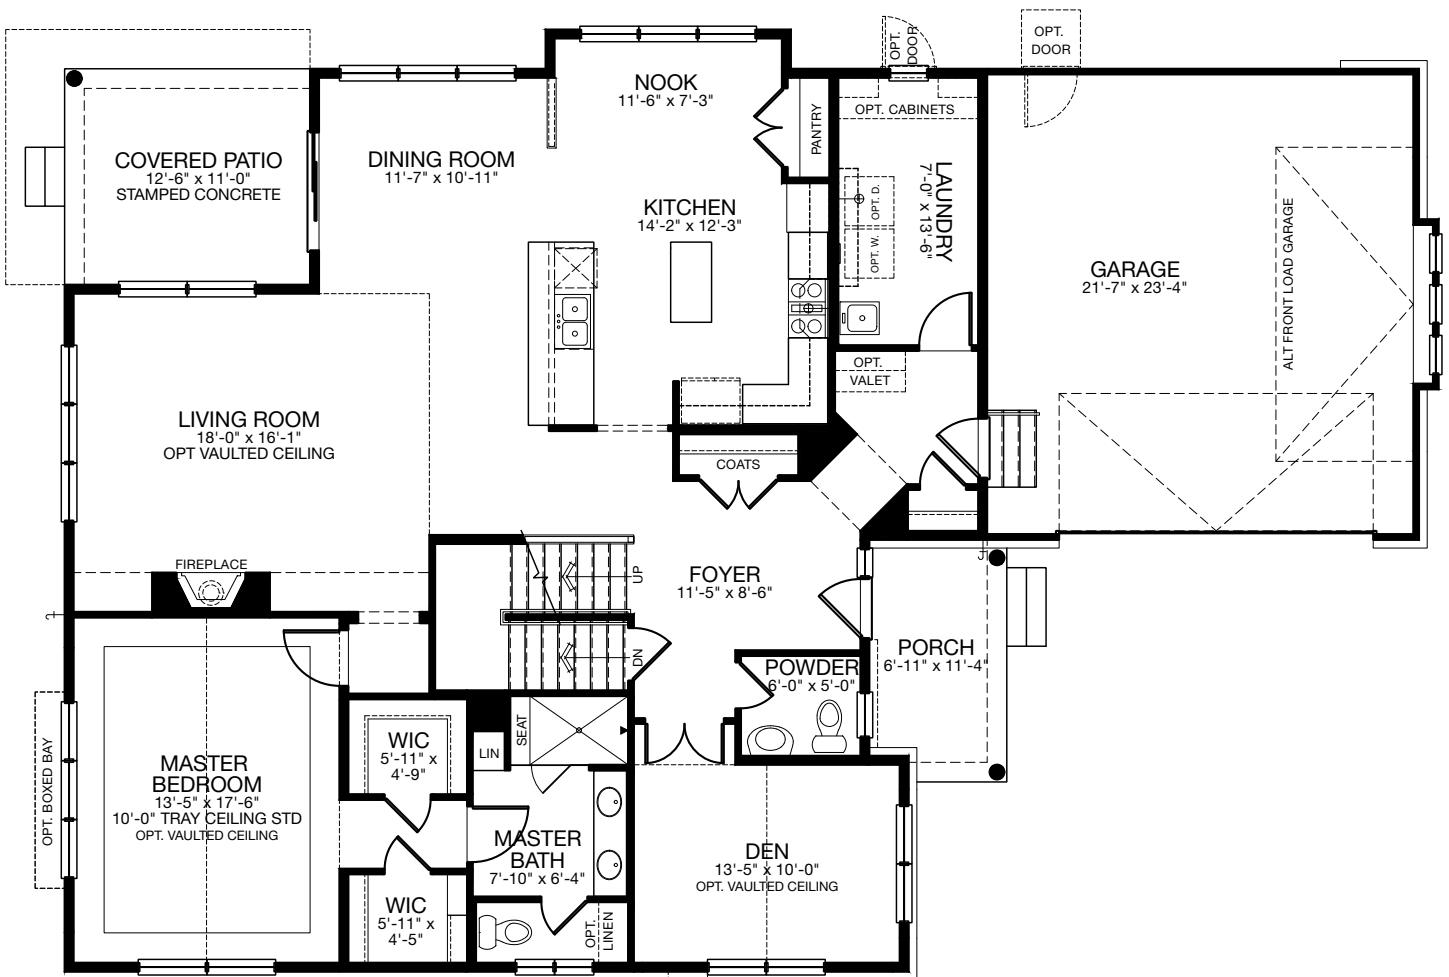 OPT.
DOOR
OPT.
DOOR
NOOK
11'-6" x 7'-3"
PANTRY
OPT. CABINETS
COVERED PATIO
12'-6" x 11'-0"
STAMPED CONCRETE
DINING ROOM
11'-7" x 10'-11"
KITCHEN
14'-2" x 12'-3"
OPT. D.
OPT. W.
LAUNDRY
7'-0" x 13'-6"
GARAGE
21'-7" x 23'-4"
ALT FRONT LOAD GARAGE
OPT.
VALET
LIVING ROOM
18'-0" x 16'-1"
OPT VAULTED CEILING
COATS
FIREPLACE
UP
DN
FOYER
11'-5" x 8'-6"
PORCH
6'-11" x 11'-4"
POWDER
6'-0" x 5'-0"
OPT. BOXED BAY
MASTER
BEDROOM
13'-5" x 17'-6"
10'-0" TRAY CEILING STD
OPT. VAULTED CEILING
WIC
5'-11" x
4'-9"
LIN
SEAT
MASTER
BATH
7'-10" x 6'-4"
DEN
13'-5" x 10'-0"
OPT. VAULTED CEILING
WIC
5'-11" x
4'-5"
OPT.
LINEN